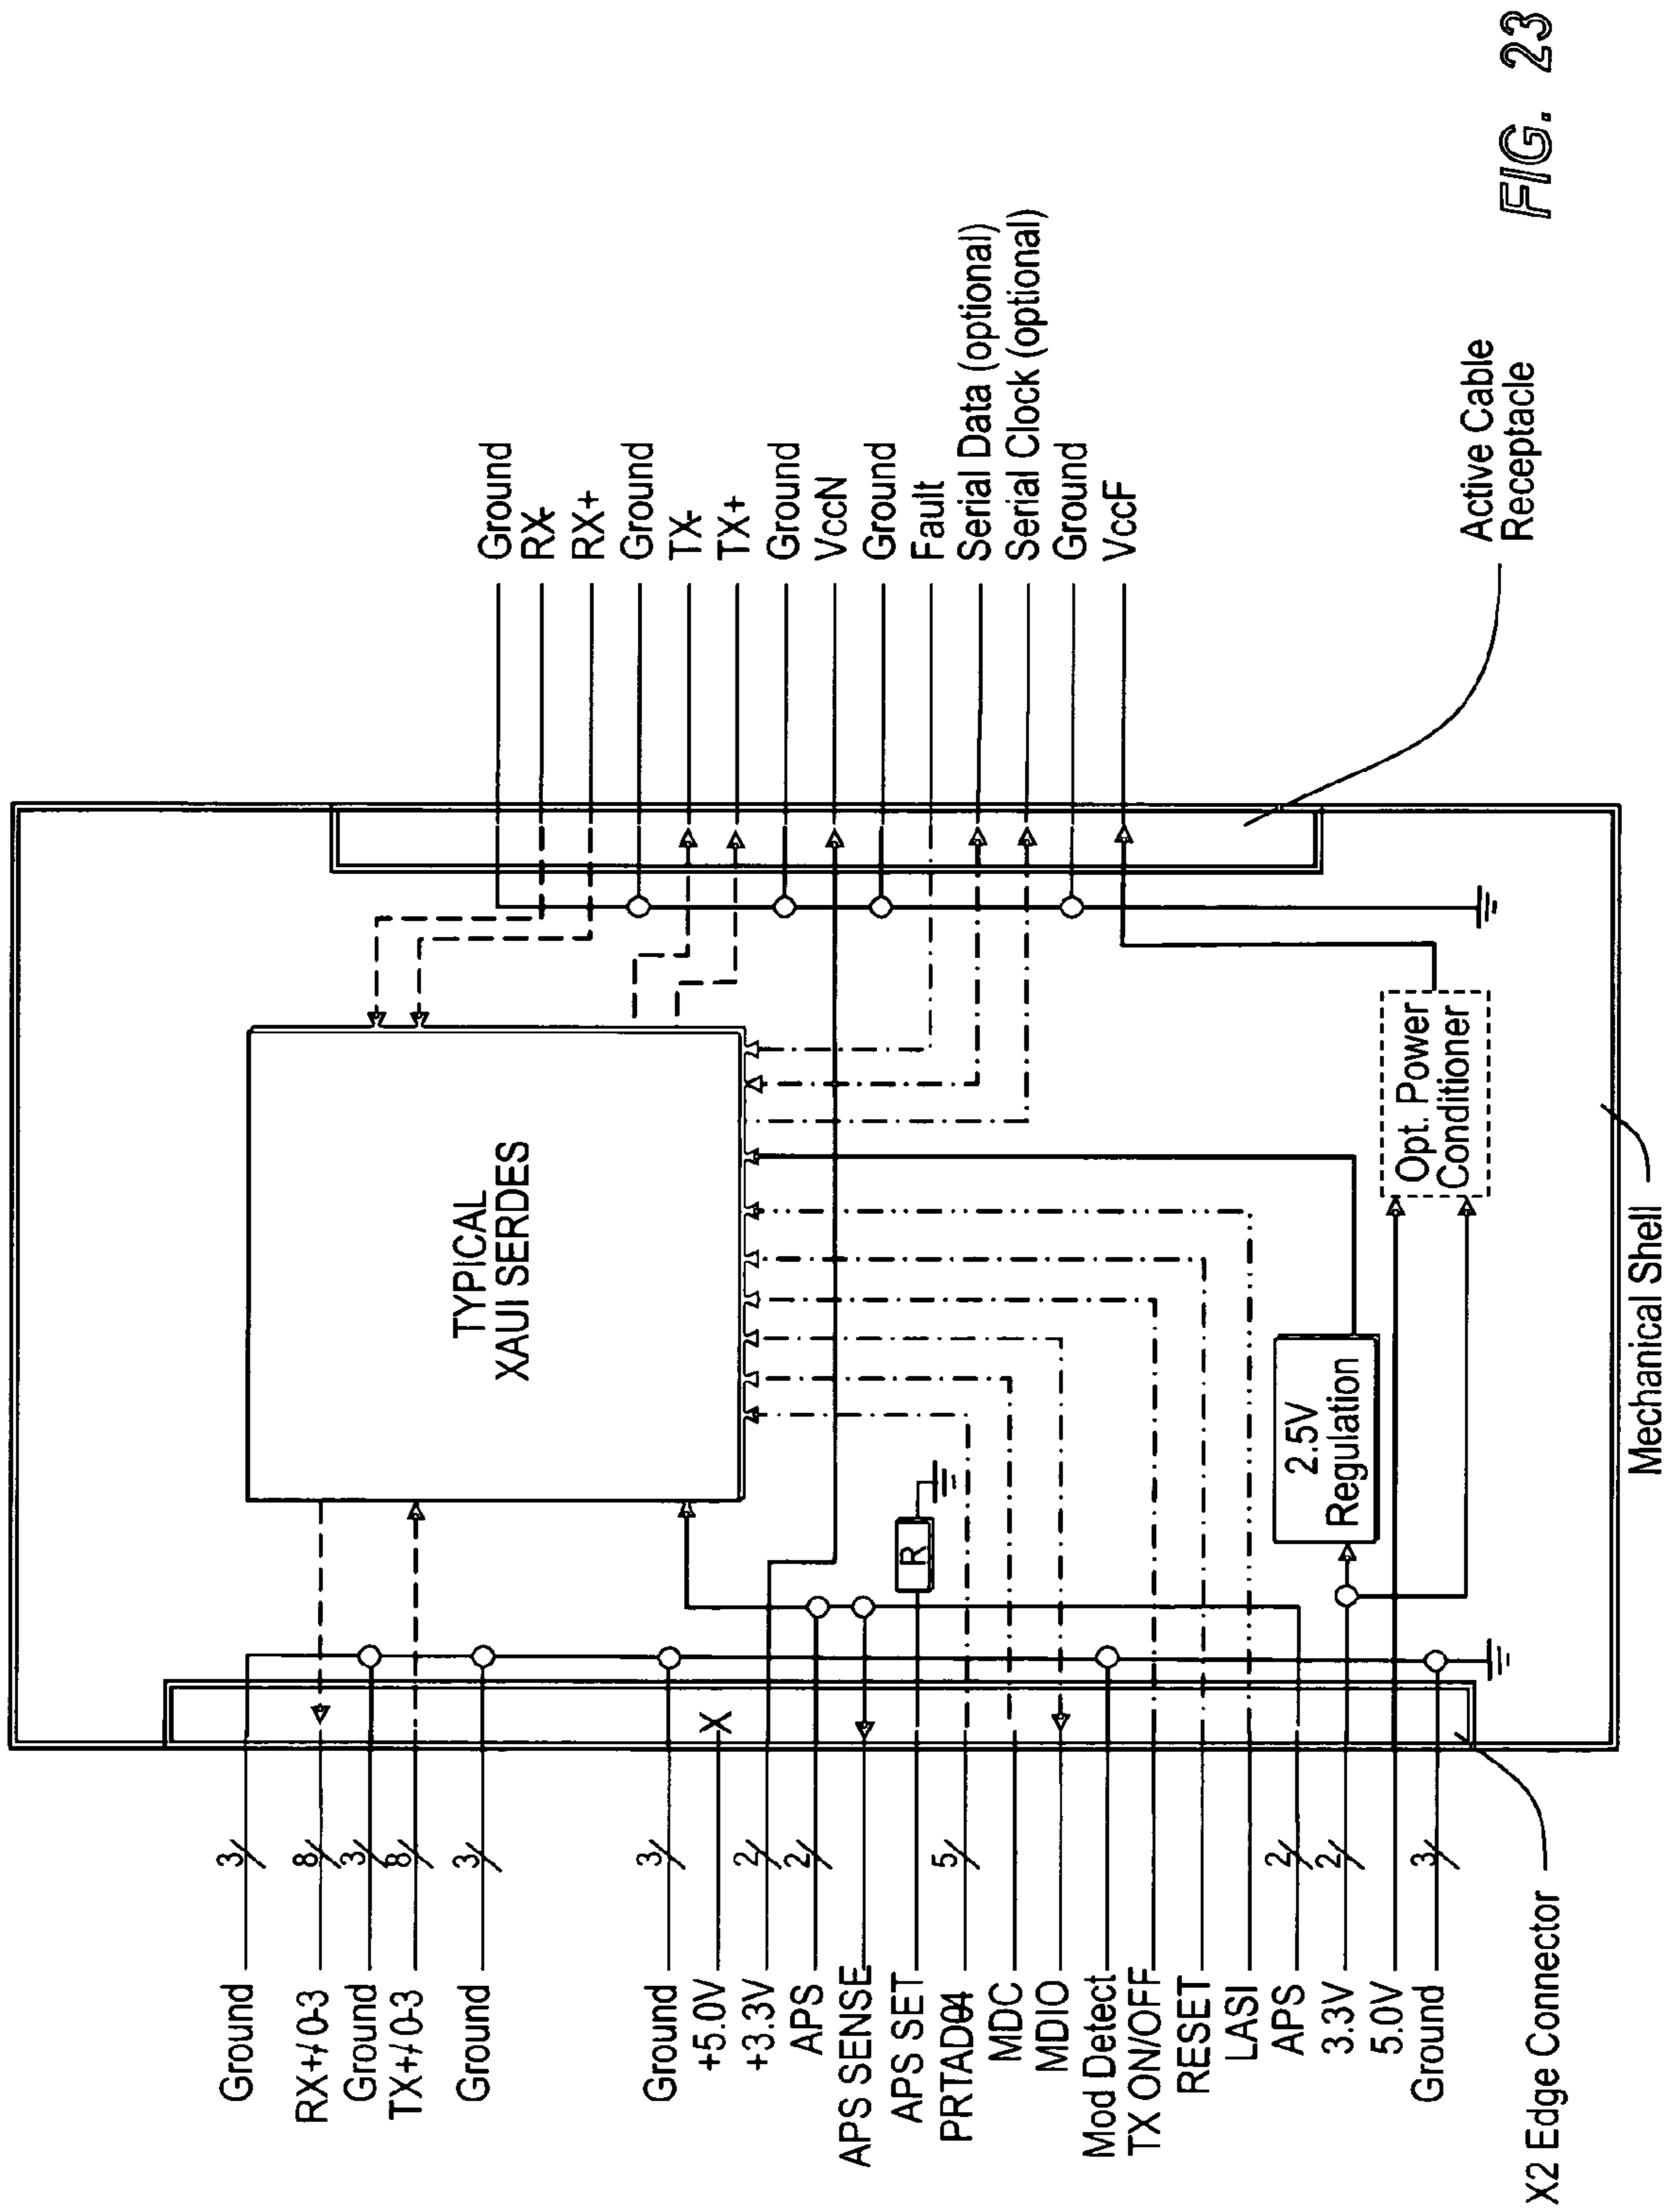 Ground
RX+/ 0-3
Ground
TX+/ 0-3
Ground
Ground
+5.0V
+3.3V
APS
APS SENSE
APS SET
PRTAD04
MDC
MDIO
Mod Detect
TX ON/OFF
RESET
LASI
APS
3.3V
5.0V
Ground
3
8
3
8
3
3
2
2
5
2
2
3
X
X2 Edge Connector
TYPICAL
XAUI SERDES
R
2.5V
Regulation
Opt. Power
Conditioner
Mechanical Shell
Ground
RX-
RX+
Ground
TX-
TX+
Ground
VccN
Ground
Fault
Serial Data (optional)
Serial Clock (optional)
Ground
VccF
Active Cable
Receptacle
FIG. 23